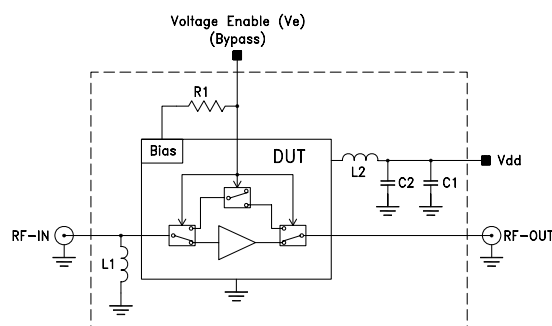 Voltage Enable (Ve)
(Bypass)
R1
Bias
DUT
L2
C2
C1
Vdd
RF-IN
L1
RF-OUT